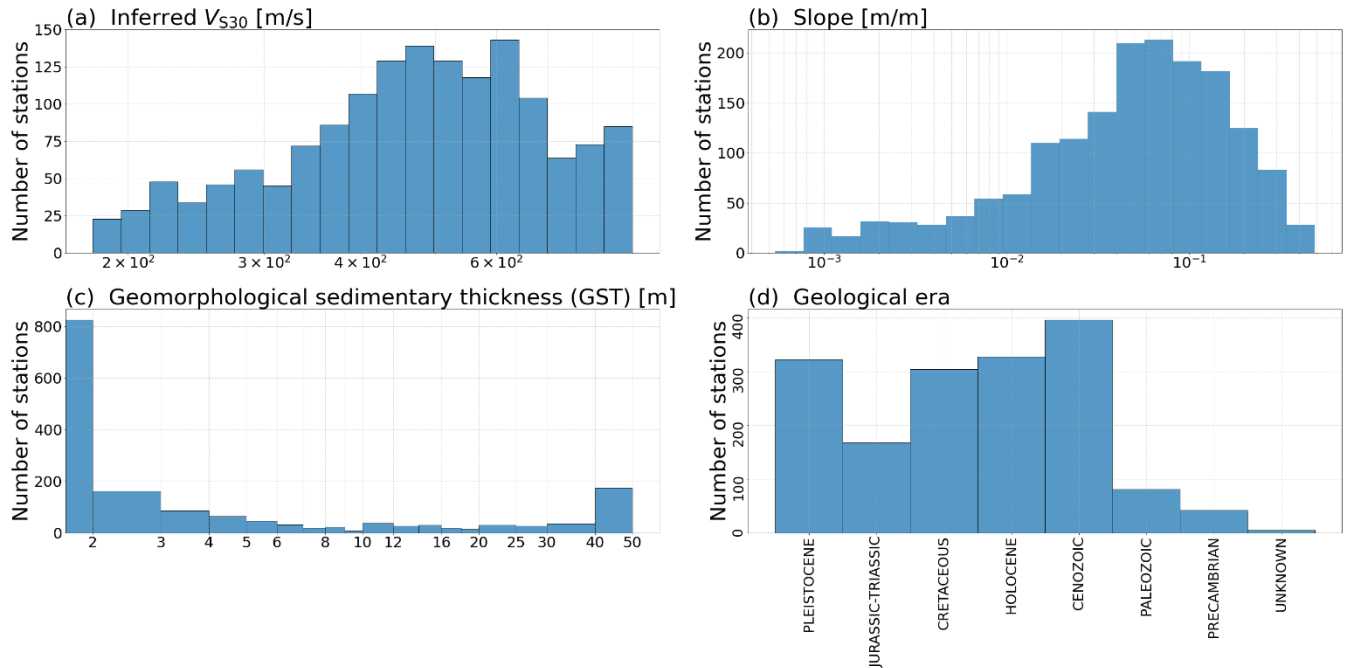 (a) Inferred V_S30 [m/s]
Number of stations
150
125
100
75
50
25
0
2 × 10²
3 × 10²
4 × 10²
6 × 10²
(b) Slope [m/m]
Number of stations
200
150
100
50
0
10⁻³
10⁻²
10⁻¹
(c) Geomorphological sedimentary thickness (GST) [m]
Number of stations
800
600
400
200
0
2
3
4
5
6
8
10
12
16
20
25
30
40
50
(d) Geological era
Number of stations
400
300
200
100
0
PLEISTOCENE
JURASSIC-TRIASSIC
CRETACEOUS
HOLOCENE
CENOZOIC
PALEOZOIC
PRECAMBRIAN
UNKNOWN